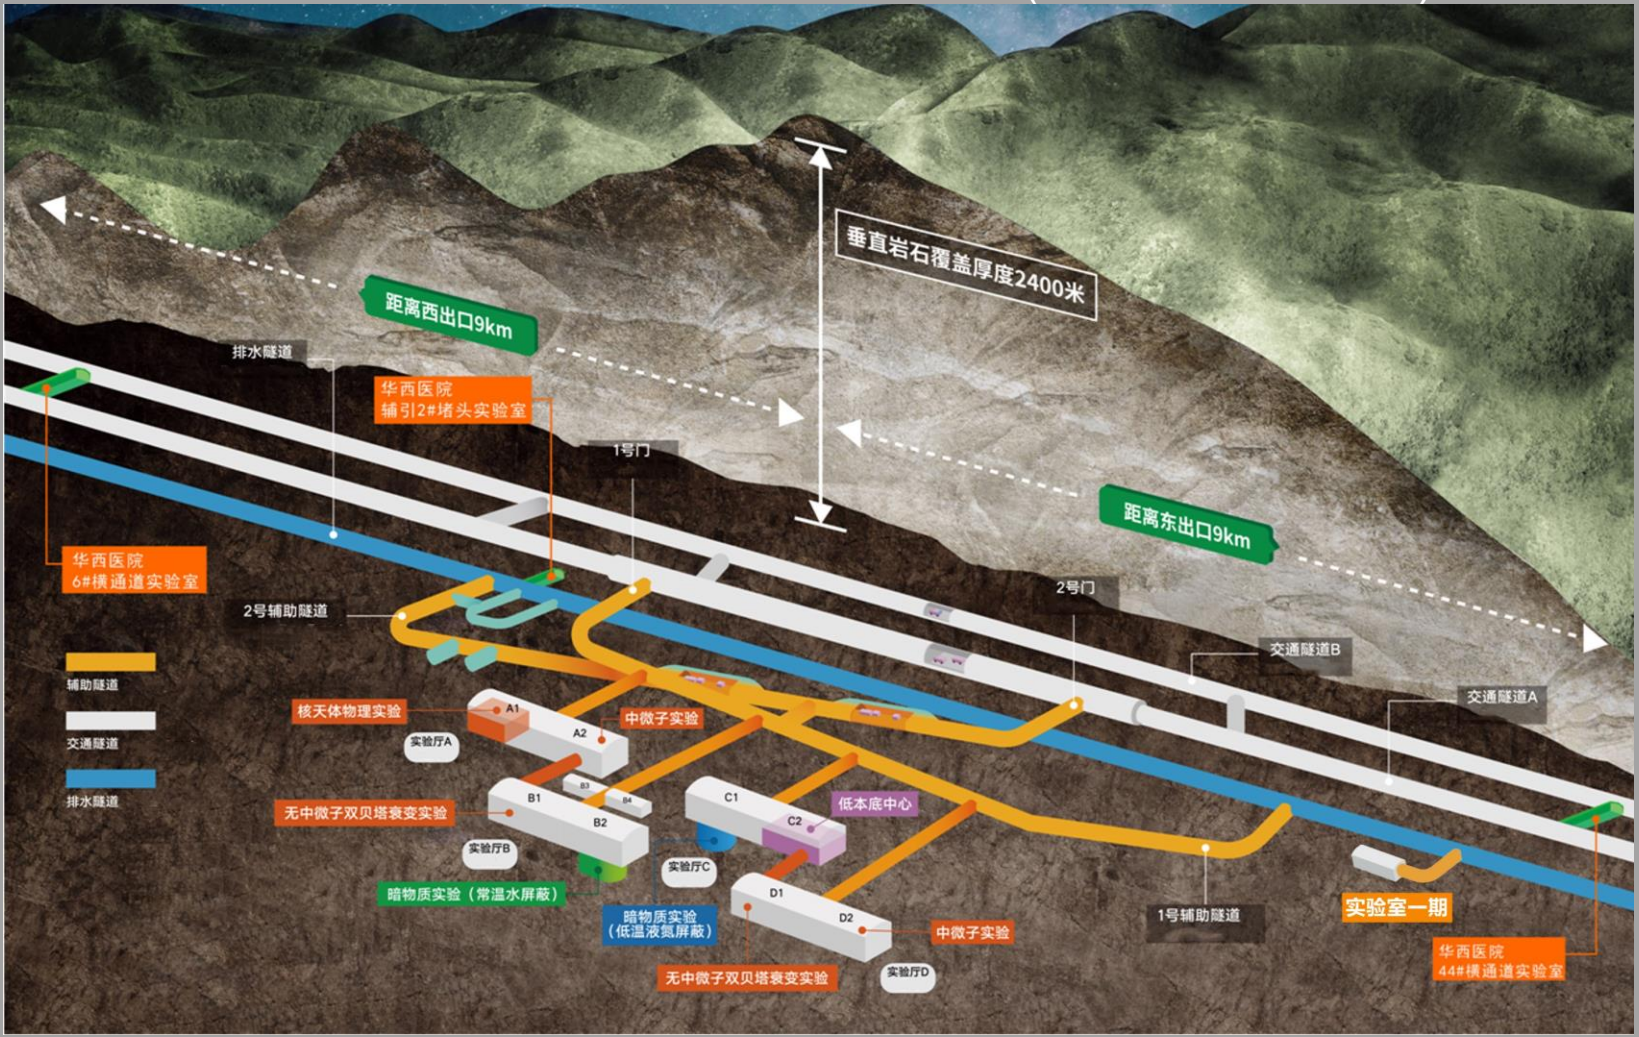 垂直岩石覆盖厚度2400米
距离西出口9km
排水隧道
华西医院
辅引2#堵头实验室
1号门
距离东出口9km
华西医院
6#横通道实验室
2号门
2号辅助隧道
交通隧道B
辅助隧道
交通隧道A
核天体物理实验
A1
中微子实验
A2
实验厅A
交通隧道
排水隧道
B3
B4
B1
B2
无中微子双贝塔衰变实验
实验厅B
C1
C2
低本底中心
实验厅C
暗物质实验（常温水屏蔽）
暗物质实验
（低温液氮屏蔽）
D1
D2
中微子实验
无中微子双贝塔衰变实验
实验厅D
1号辅助隧道
实验室一期
华西医院
44#横通道实验室